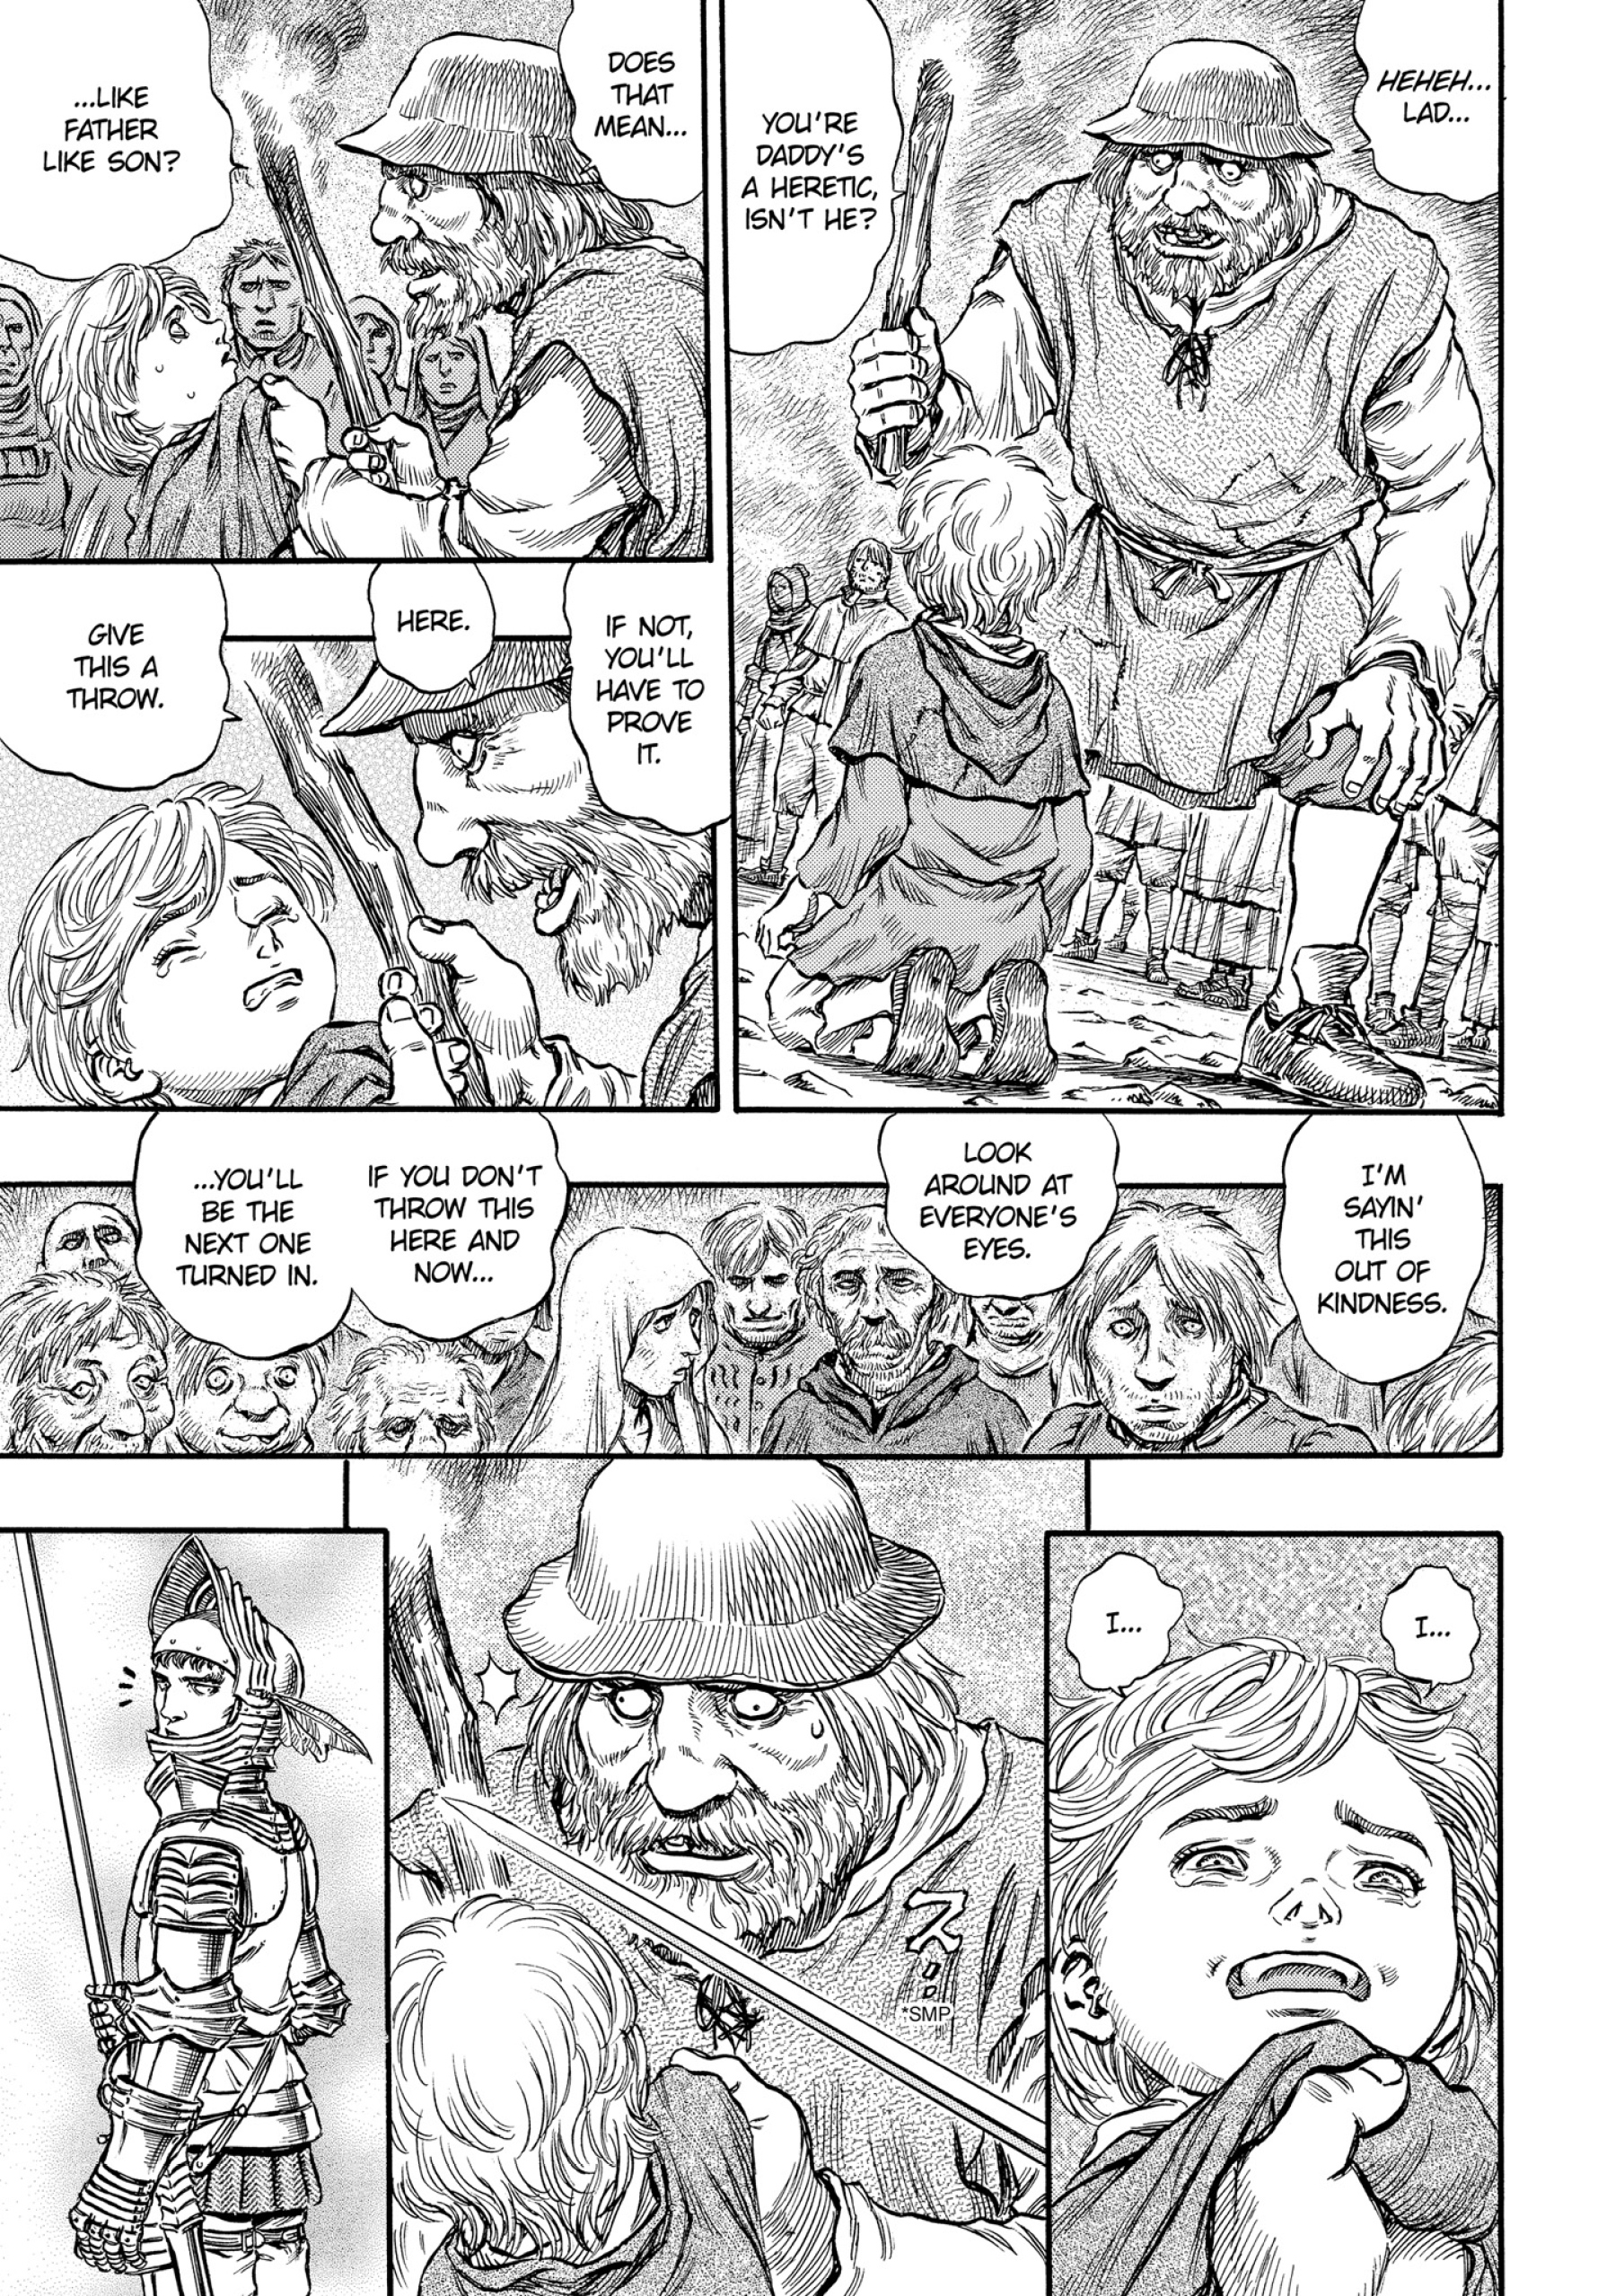 HEHEH...
LAD...
YOU'RE
DADDY'S
A HERETIC,
ISN'T HE?
DOES
THAT
MEAN...
...LIKE
FATHER
LIKE SON?
IF NOT,
YOU'LL
HAVE TO
PROVE
IT.
HERE.
GIVE
THIS A
THROW.
I'M
SAYIN'
THIS
OUT OF
KINDNESS.
LOOK
AROUND AT
EVERYONE'S
EYES.
IF YOU DON'T
THROW THIS
HERE AND
NOW...
...YOU'LL
BE THE
NEXT ONE
TURNED IN.
I...
I...
ス
*SMP